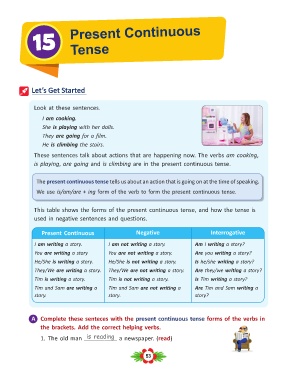 15
Present Continuous
Tense
Let's Get Started
Look at these sentences.
I am cooking.
She is playing with her dolls.
They are going for a film.
He is climbing the stairs.
These sentences talk about actions that are happening now. The verbs am cooking,
is playing, are going and is climbing are in the present continuous tense.
The present continuous tense tells us about an action that is going on at the time of speaking.
We use is/am/are + ing form of the verb to form the present continuous tense.
This table shows the forms of the present continuous tense, and how the tense is
used in negative sentences and questions.
Present Continuous Negative Interrogative
I am writing a story. I am not writing a story. Am I writing a story?
You are writing a story. You are not writing a story. Are you writing a story?
He/She is writing a story. He/She is not writing a story. Is he/she writing a story?
They/We are writing a story. They/We are not writing a story. Are they/we writing a story?
Tim is writing a story. Tim is not writing a story. Is Tim writing a story?
Tim and Sam are writing a story. Tim and Sam are not writing a story. Are Tim and Sam writing a story?
A Complete these senteces with the present continuous tense forms of the verbs in
the brackets. Add the correct helping verbs.
1. The old man is reading a newspaper. (read)
53